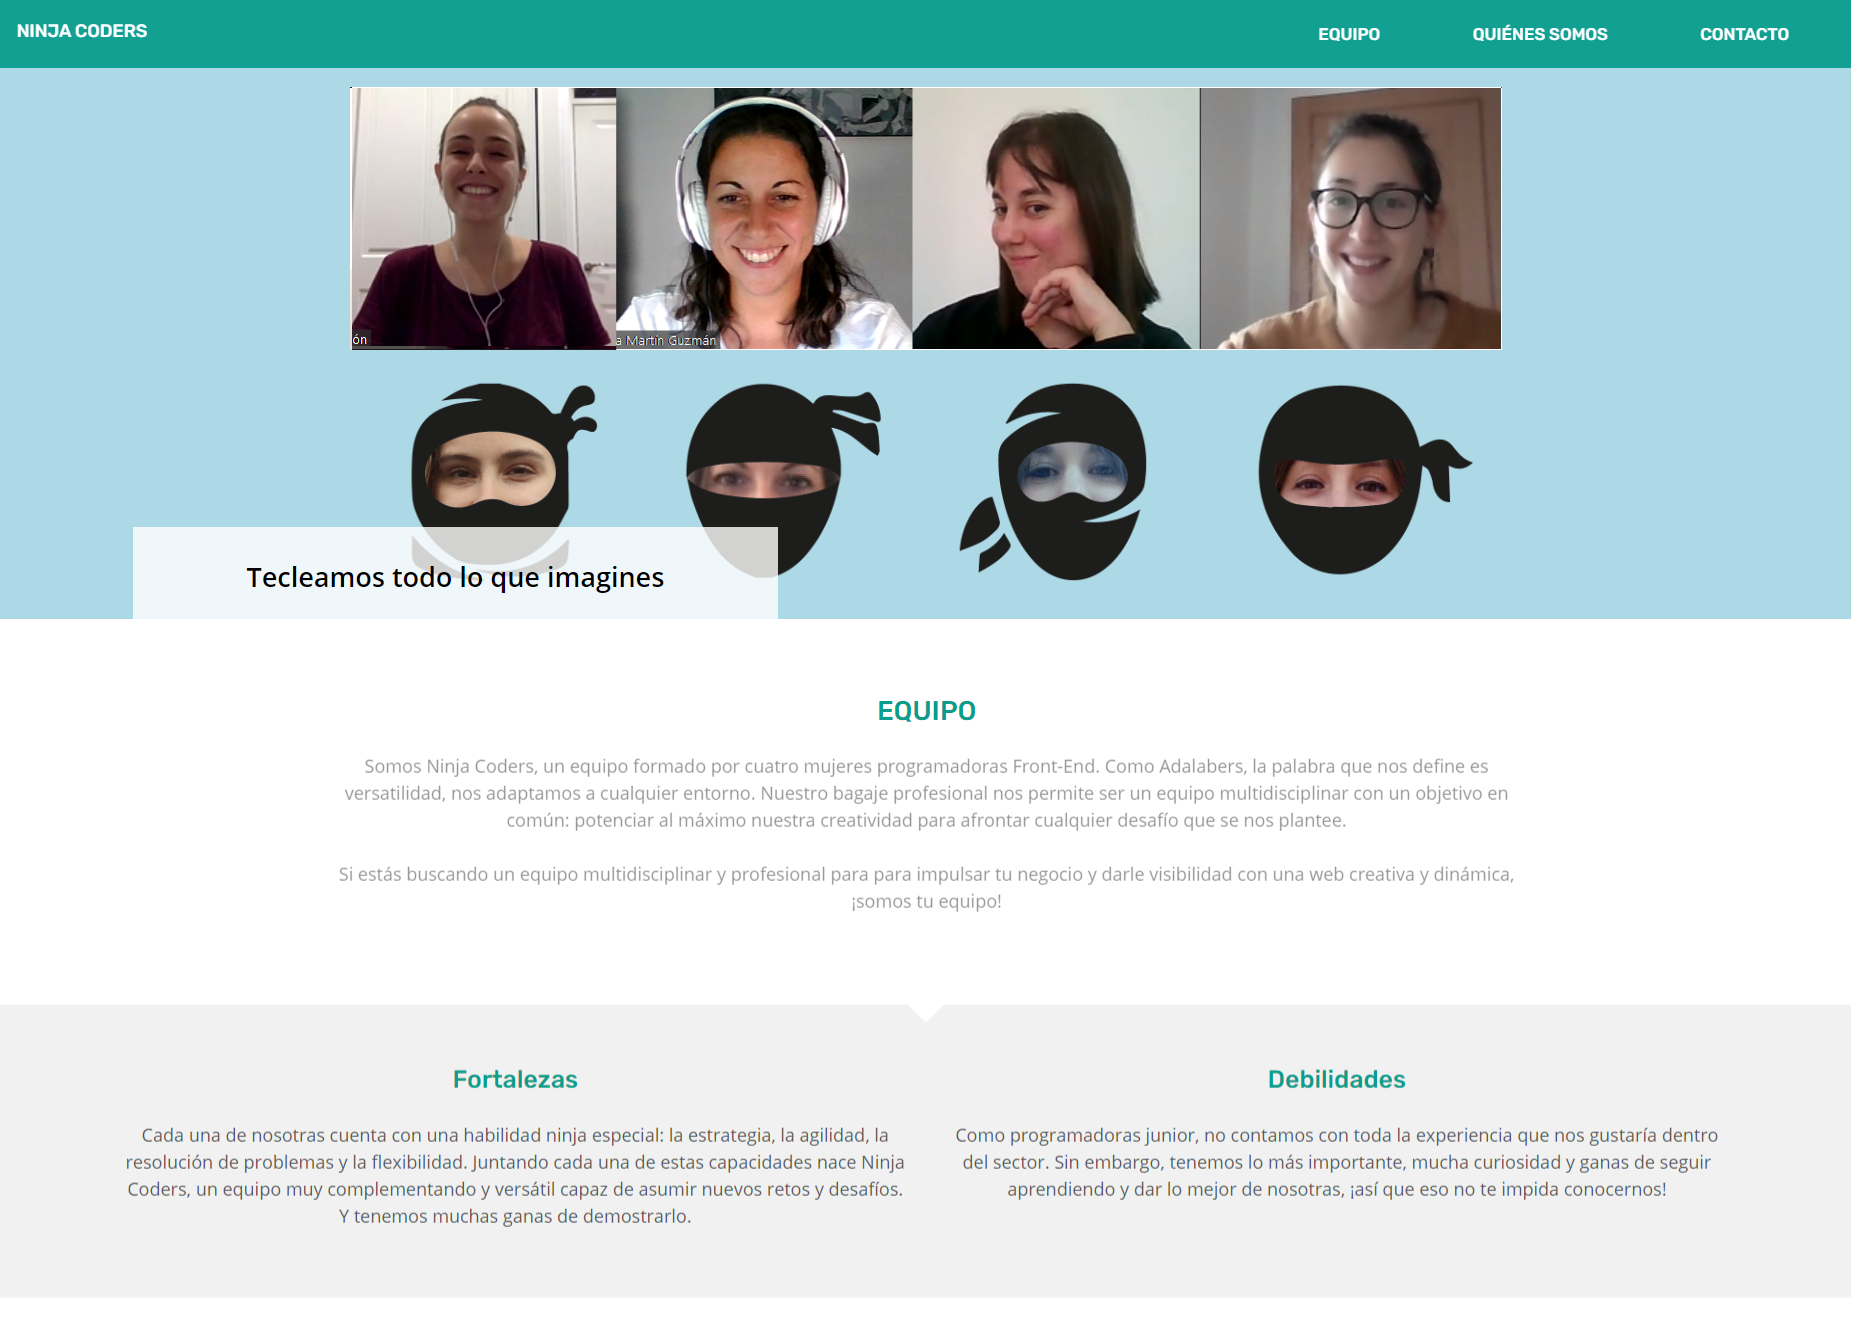 NINJA CODERS
EQUIPO
QUIÉNES SOMOS
CONTACTO
ón
a Martín Guzmán
Tecleamos todo lo que imagines
EQUIPO
Somos Ninja Coders, un equipo formado por cuatro mujeres programadoras Front-End. Como Adalabers, la palabra que nos define es
versatilidad, nos adaptamos a cualquier entorno. Nuestro bagaje profesional nos permite ser un equipo multidisciplinar con un objetivo en
común: potenciar al máximo nuestra creatividad para afrontar cualquier desafío que se nos plantee.
Si estás buscando un equipo multidisciplinar y profesional para para impulsar tu negocio y darle visibilidad con una web creativa y dinámica,
¡somos tu equipo!
Fortalezas
Cada una de nosotras cuenta con una habilidad ninja especial: la estrategia, la agilidad, la
resolución de problemas y la flexibilidad. Juntando cada una de estas capacidades nace Ninja
Coders, un equipo muy complementando y versátil capaz de asumir nuevos retos y desafíos.
Y tenemos muchas ganas de demostrarlo.
Debilidades
Como programadoras junior, no contamos con toda la experiencia que nos gustaría dentro
del sector. Sin embargo, tenemos lo más importante, mucha curiosidad y ganas de seguir
aprendiendo y dar lo mejor de nosotras, ¡así que eso no te impida conocernos!